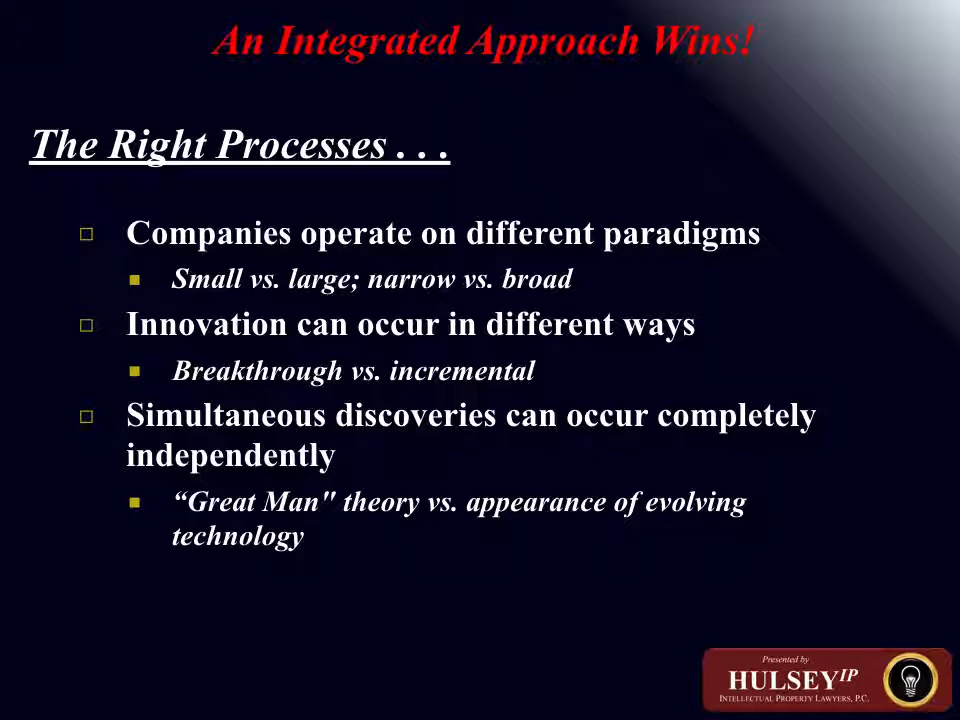 An Integrated Approach Wins!
The Right Processes . . .
Companies operate on different paradigms
Small vs. large; narrow vs. broad
Innovation can occur in different ways
Breakthrough vs. incremental
Simultaneous discoveries can occur completely
independently
“Great Man" theory vs. appearance of evolving
technology
Presented by
HULSEY IP
INTELLECTUAL PROPERTY LAWYERS, P.C.